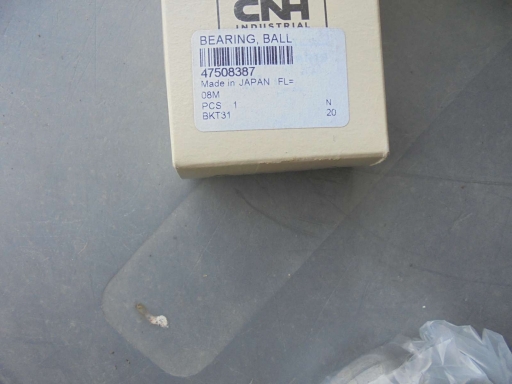 CNH
INDUSTRIAL
BEARING, BALL
47508387
Made in JAPAN FL=
08M
PCS 1 N
BKT31 20